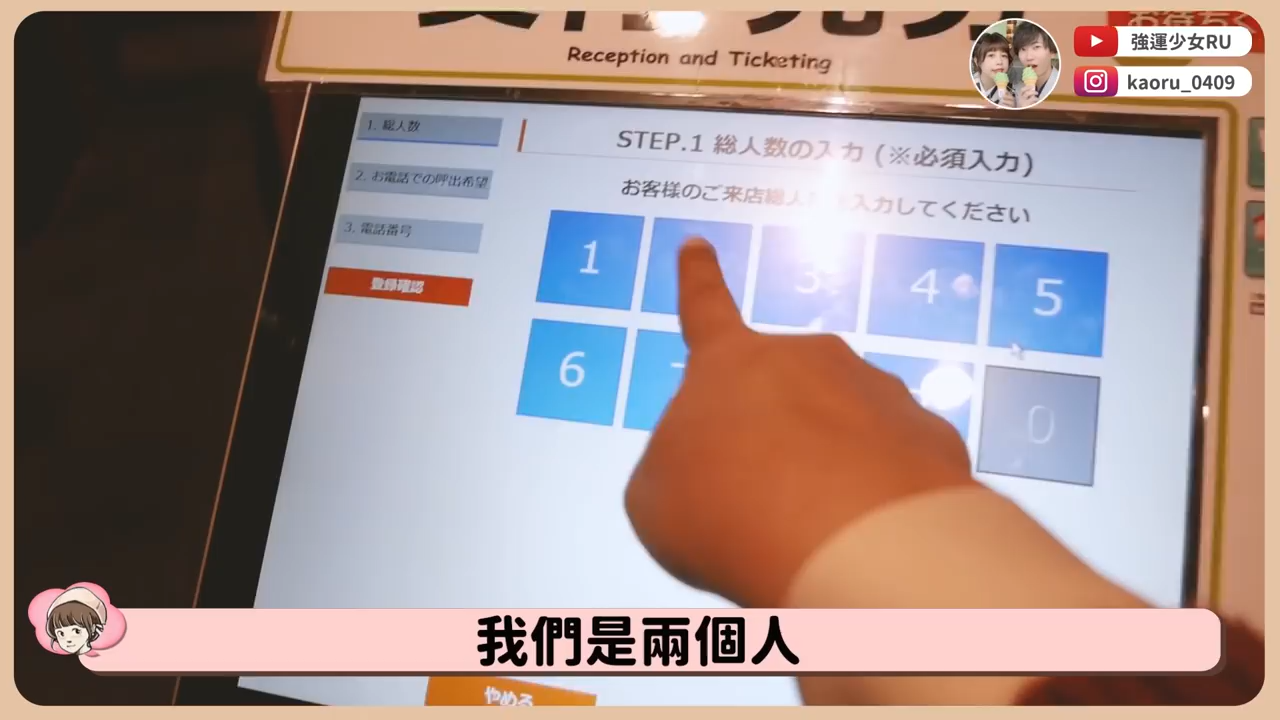 Reception and Ticketing
強運少女RU
kaoru_0409
1. 総人数
2. お電話での呼出希望
3. 電話番号
登録確認
STEP.1 総人数の入力 (※必須入力)
お客様のご来店総人 入力してください
1 3 4 5
6 0
我們是兩個人
やめる